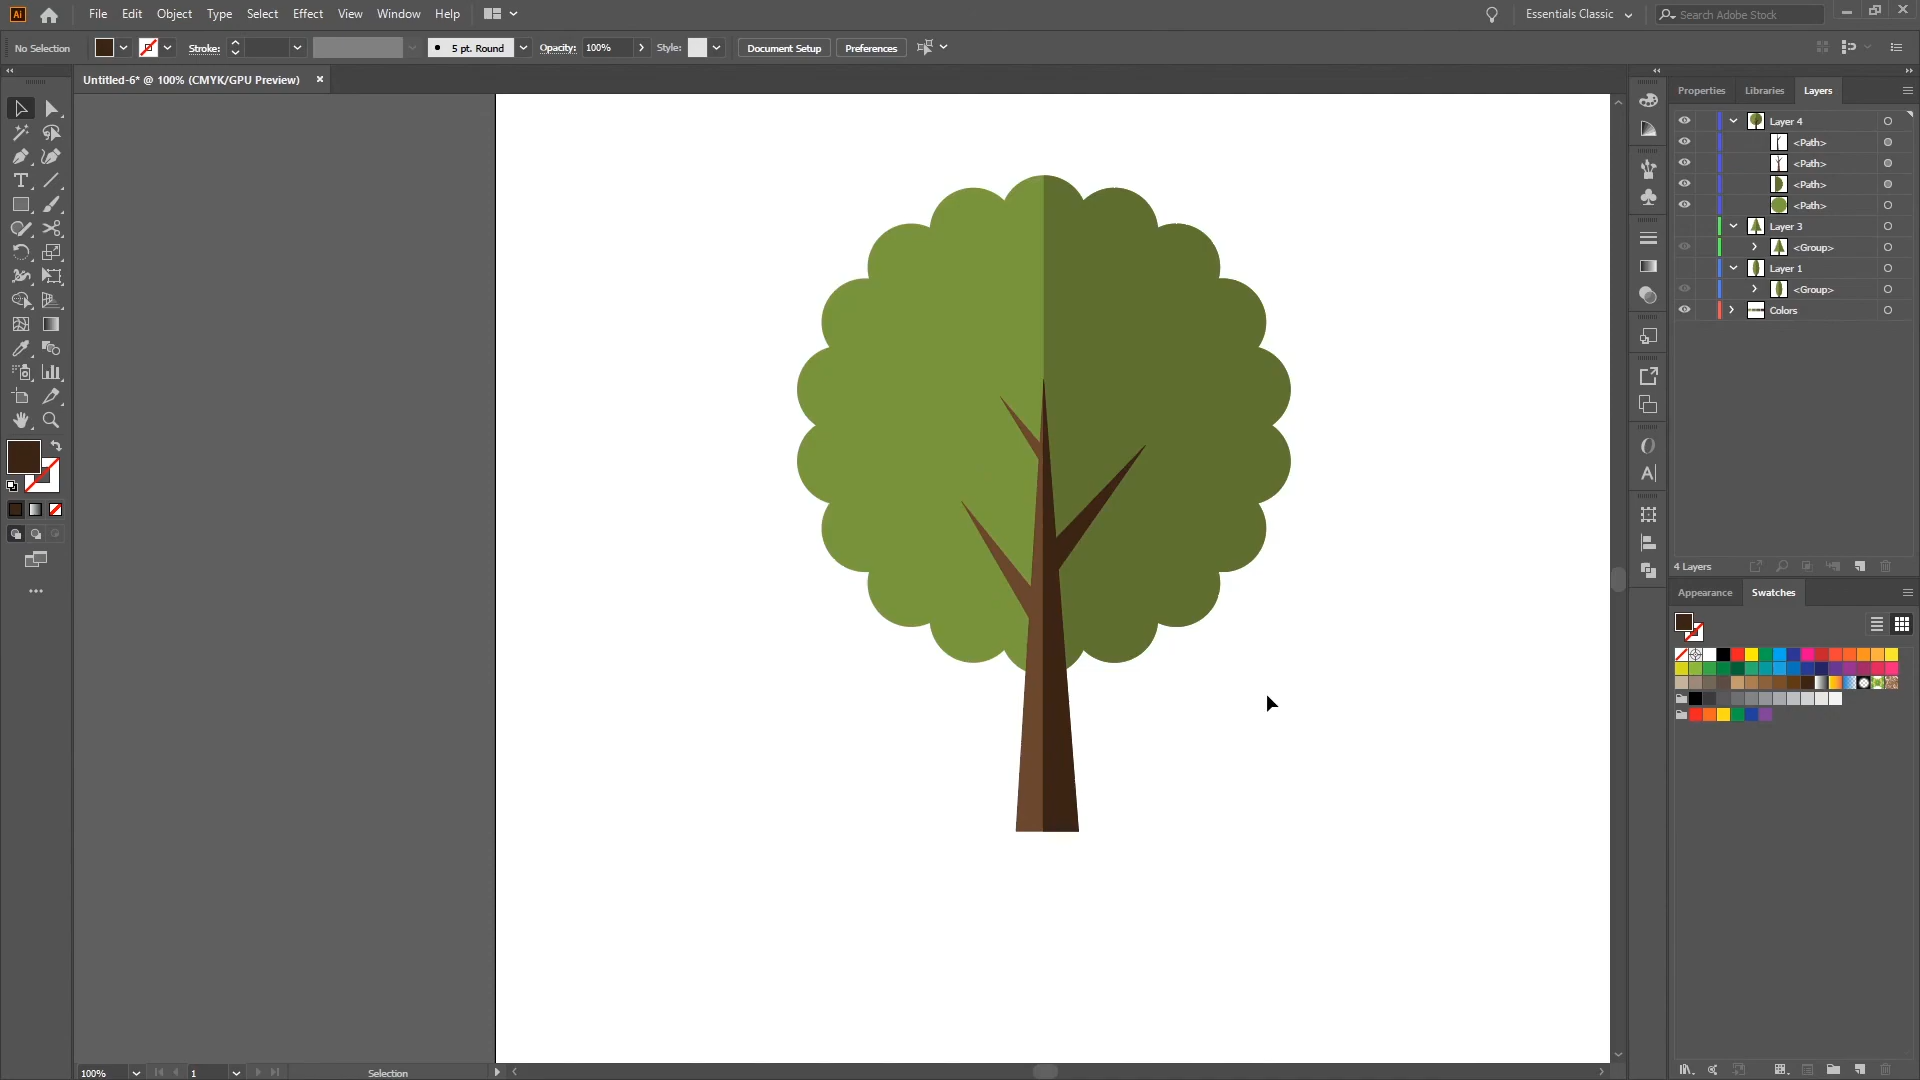 Ai File Edit Object Type Select Effect View Window Help Essentials Classic Search Adobe Stock
No Selection Stroke: 5 pt. Round Opacity: 100% Style: Document Setup Preferences
Untitled-6* @ 100% (CMYK/GPU Preview)
Properties Libraries Layers
Layer 4
<Path>
<Path>
<Path>
<Path>
Layer 3
<Group>
Layer 1
<Group>
Colors
4 Layers
Appearance Swatches
100% 1 Selection